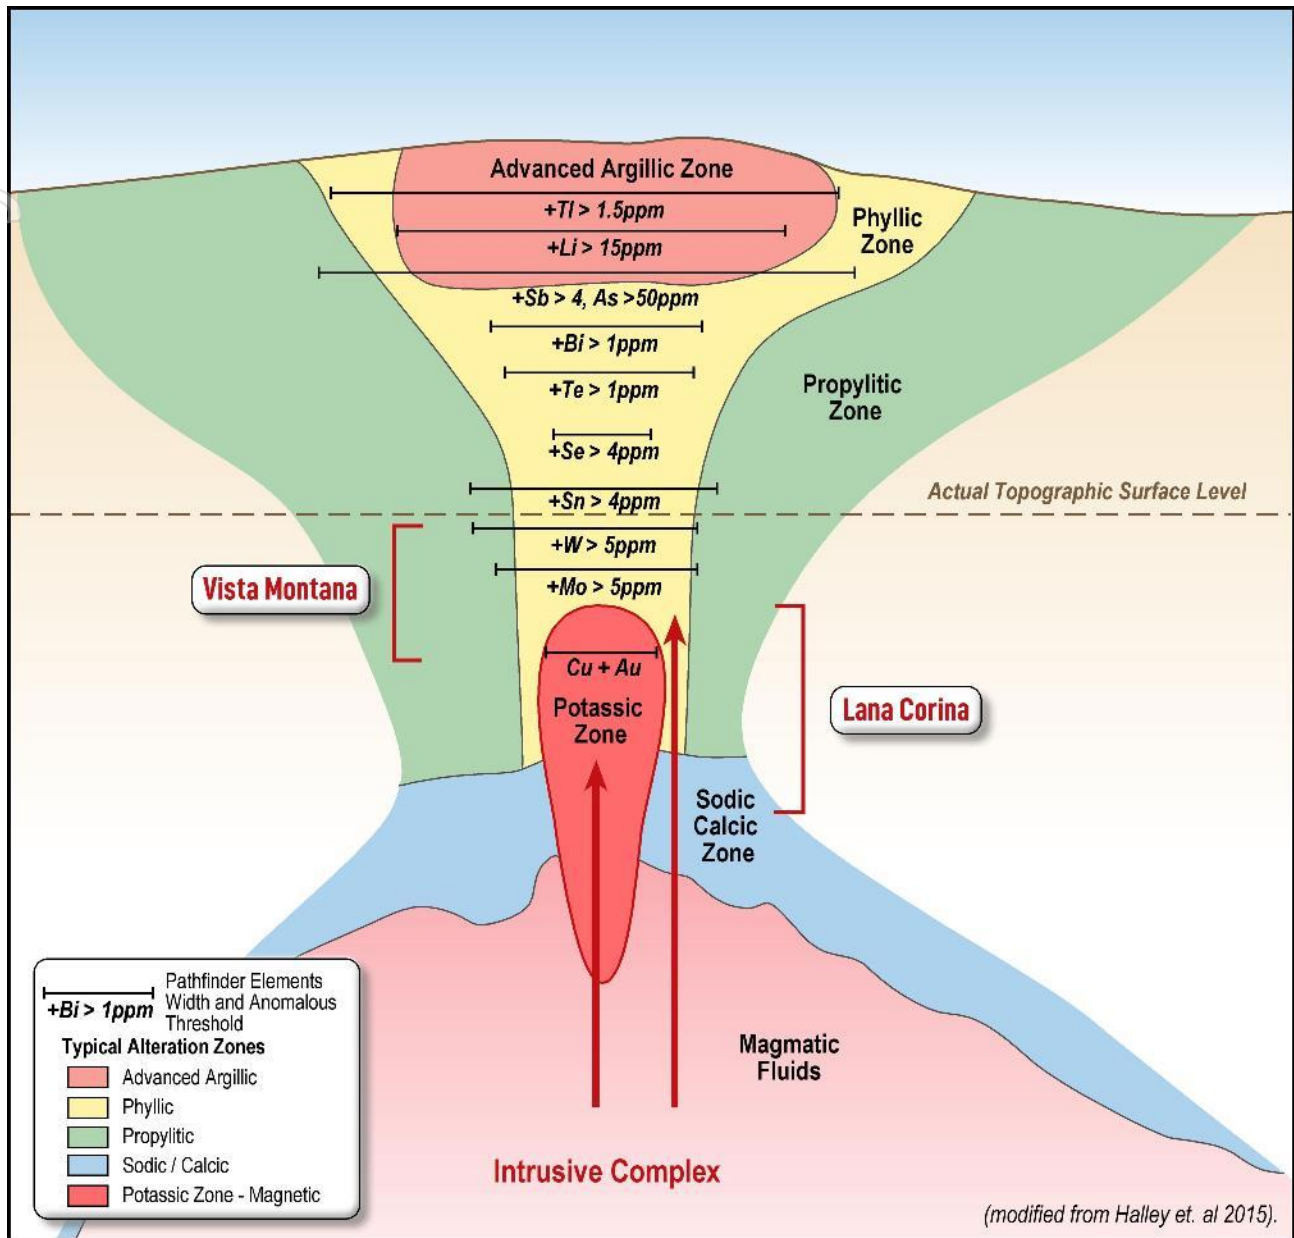 Advanced Argillic Zone
+Tl > 1.5ppm
+Li > 15ppm
Phyllic
Zone
+Sb > 4, As >50ppm
+Bi > 1ppm
+Te > 1ppm
Propylitic
Zone
+Se > 4ppm
+Sn > 4ppm
Actual Topographic Surface Level
+W > 5ppm
Vista Montana
+Mo > 5ppm
Cu + Au
Potassic
Zone
Lana Corina
Sodic
Calcic
Zone
Magmatic
Fluids
Intrusive Complex
+Bi > 1ppm
Pathfinder Elements
Width and Anomalous
Threshold
Typical Alteration Zones
Advanced Argillic
Phyllic
Propylitic
Sodic / Calcic
Potassic Zone - Magnetic
(modified from Halley et. al 2015).